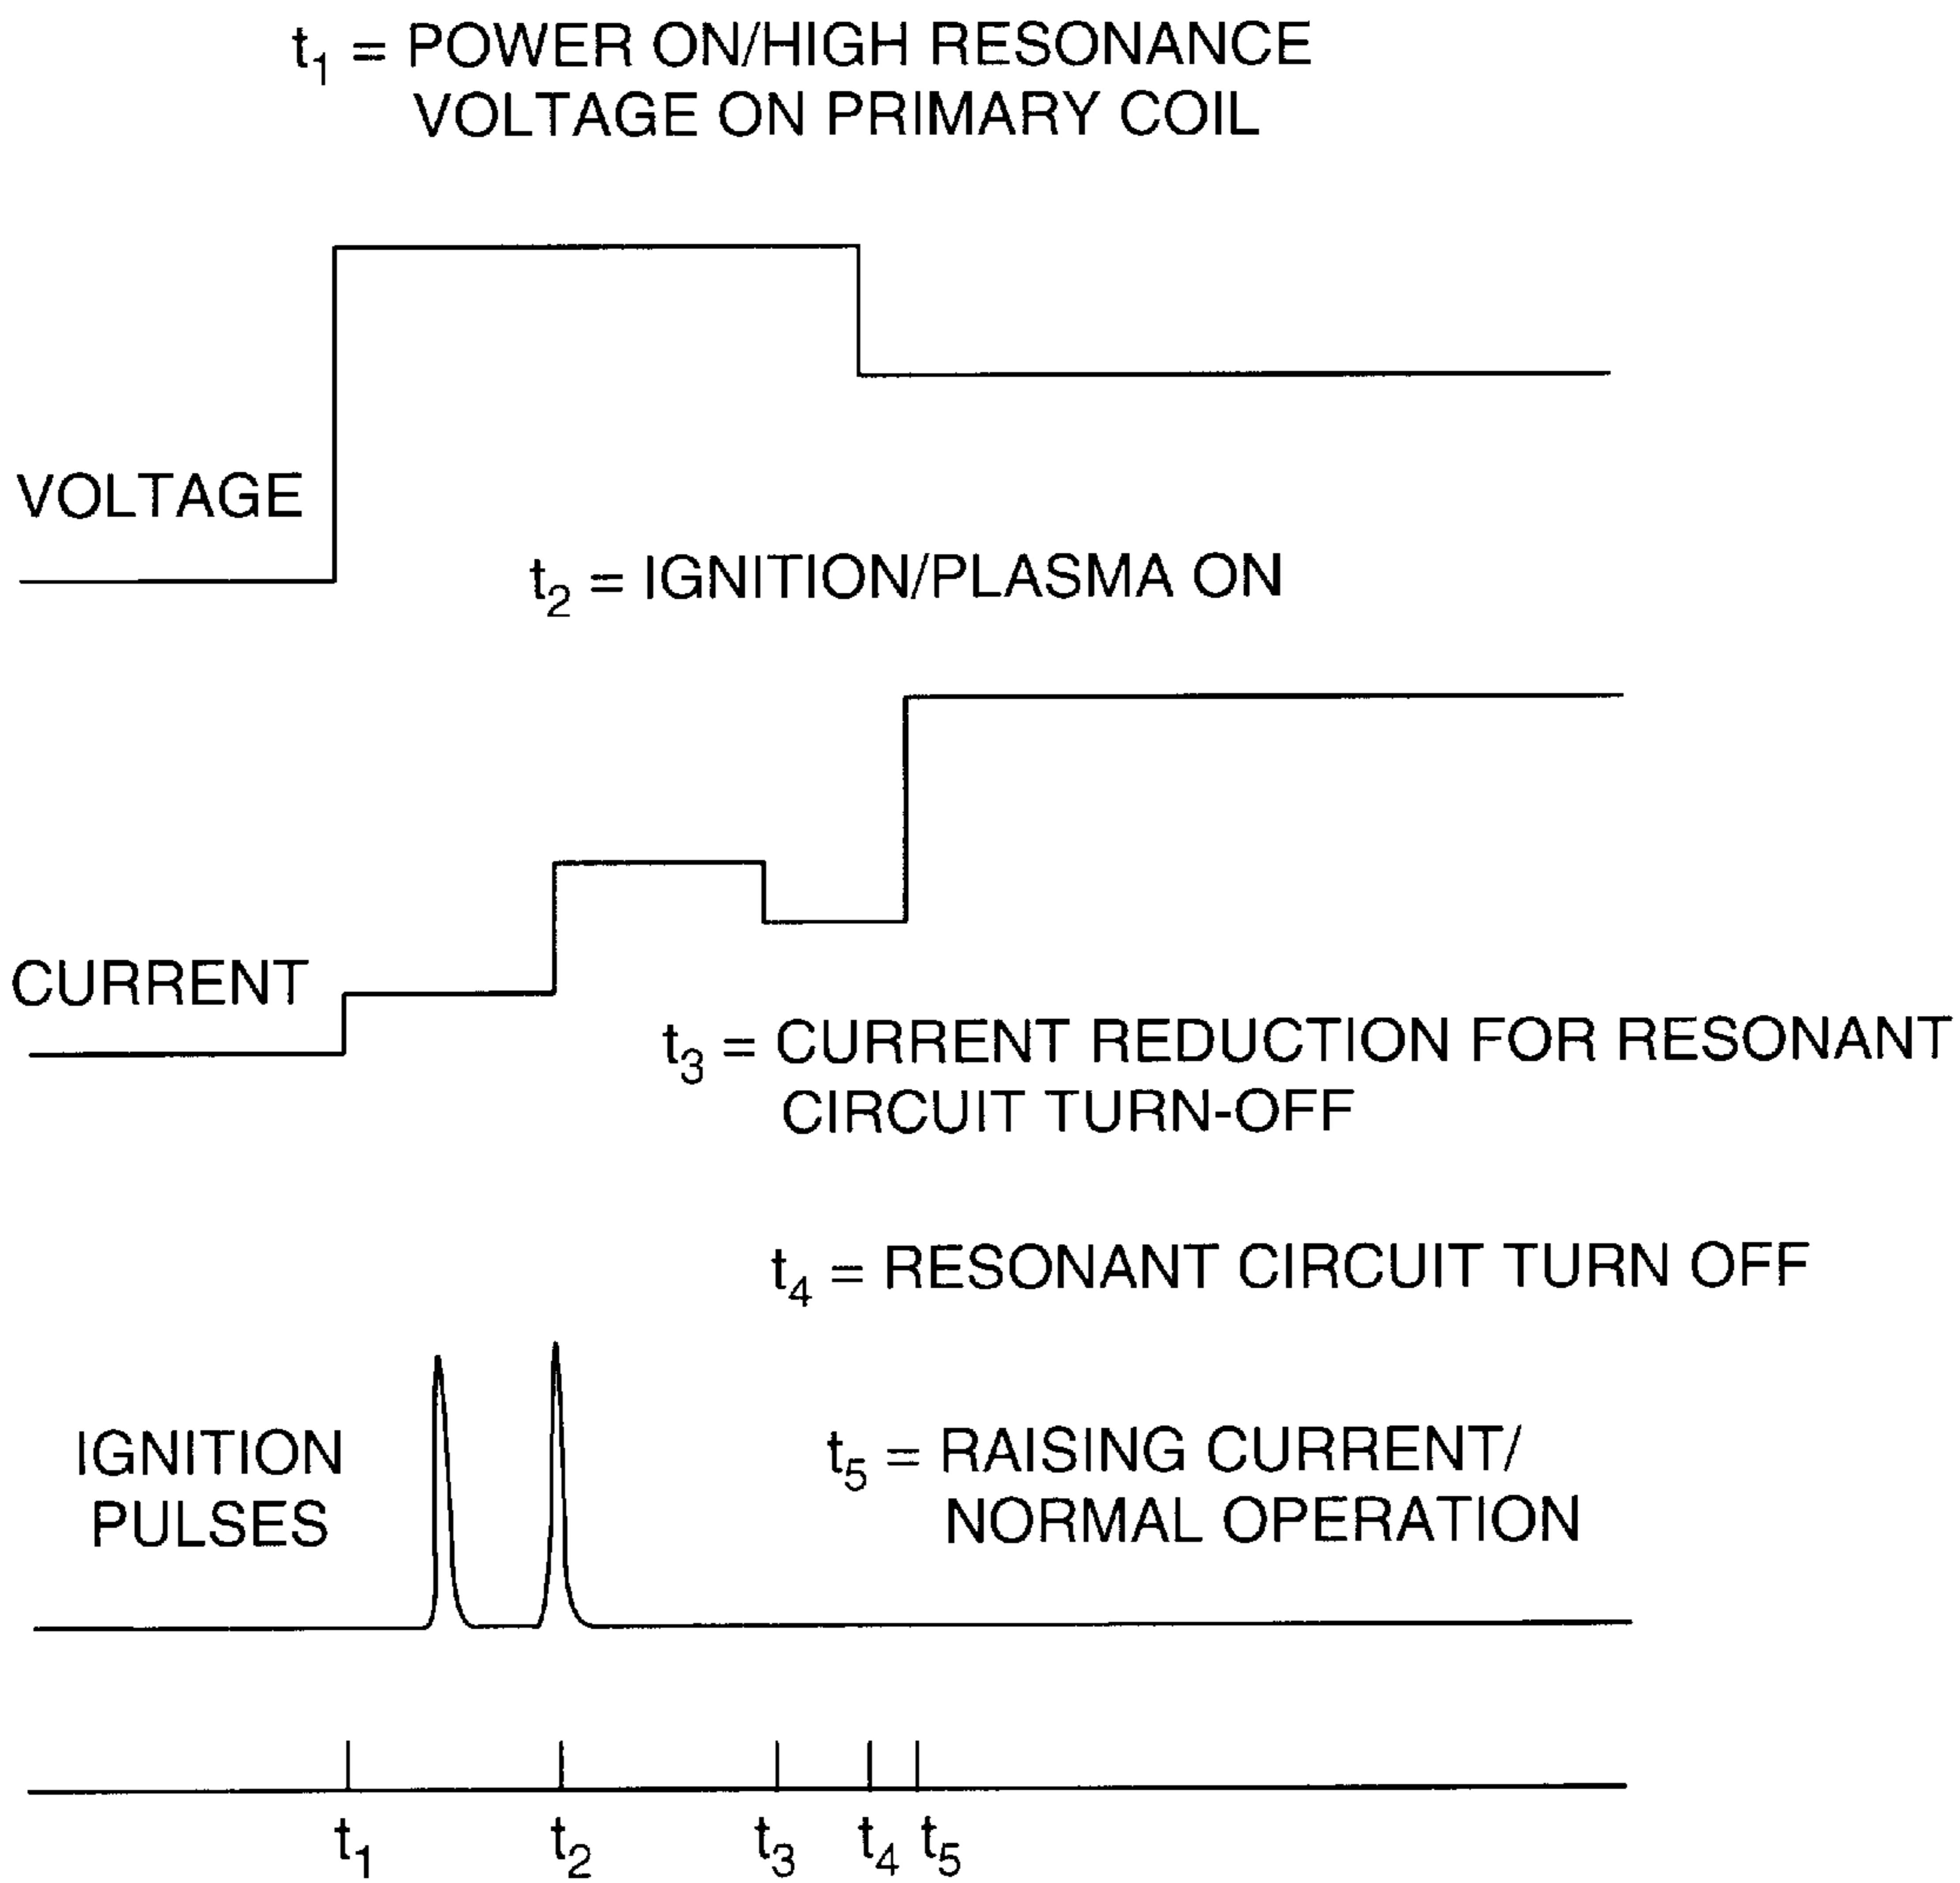 t1 = POWER ON/HIGH RESONANCE
VOLTAGE ON PRIMARY COIL
VOLTAGE
t2 = IGNITION/PLASMA ON
CURRENT
t3 = CURRENT REDUCTION FOR RESONANT
CIRCUIT TURN-OFF
t4 = RESONANT CIRCUIT TURN OFF
IGNITION
PULSES
t5 = RAISING CURRENT/
NORMAL OPERATION
t1 t2 t3 t4 t5